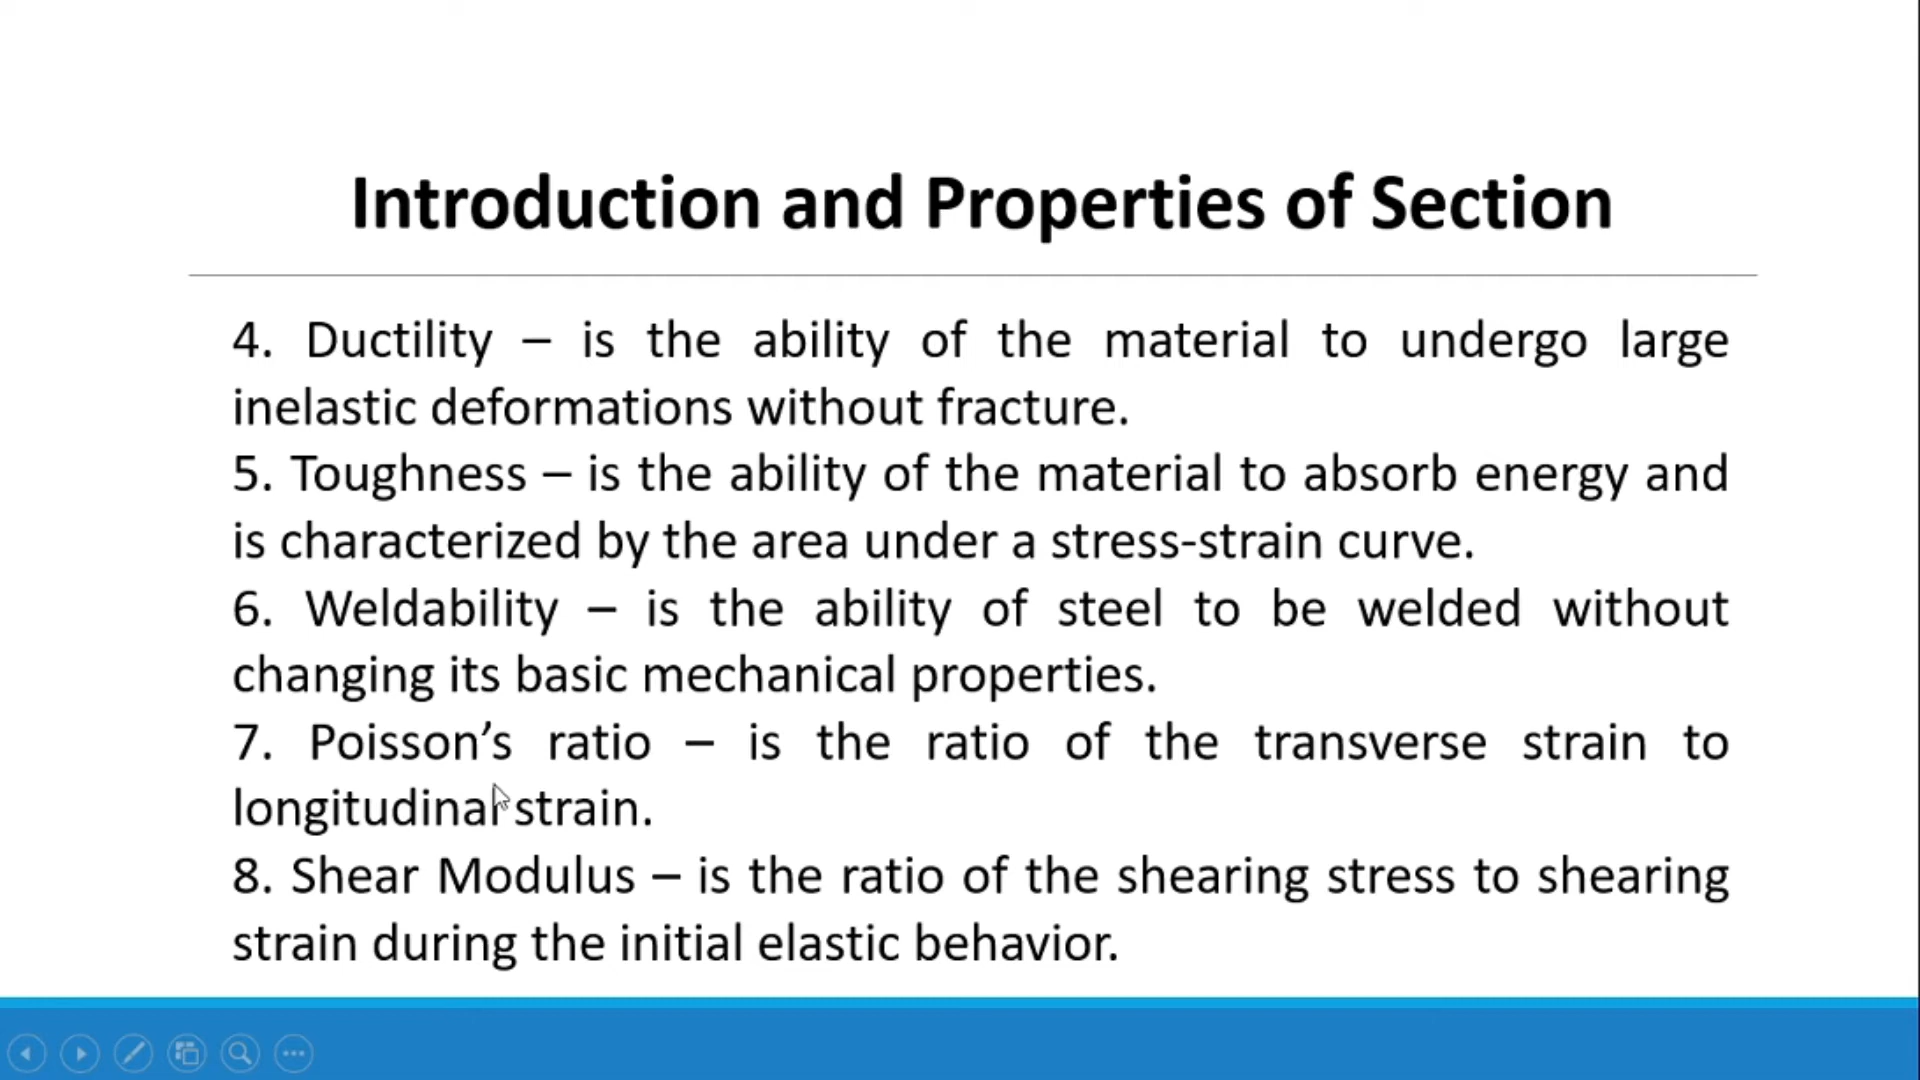 Introduction and Properties of Section
4. Ductility – is the ability of the material to undergo large
inelastic deformations without fracture.
5. Toughness – is the ability of the material to absorb energy and
is characterized by the area under a stress-strain curve.
6. Weldability – is the ability of steel to be welded without
changing its basic mechanical properties.
7. Poisson’s ratio – is the ratio of the transverse strain to
longitudinal strain.
8. Shear Modulus – is the ratio of the shearing stress to shearing
strain during the initial elastic behavior.